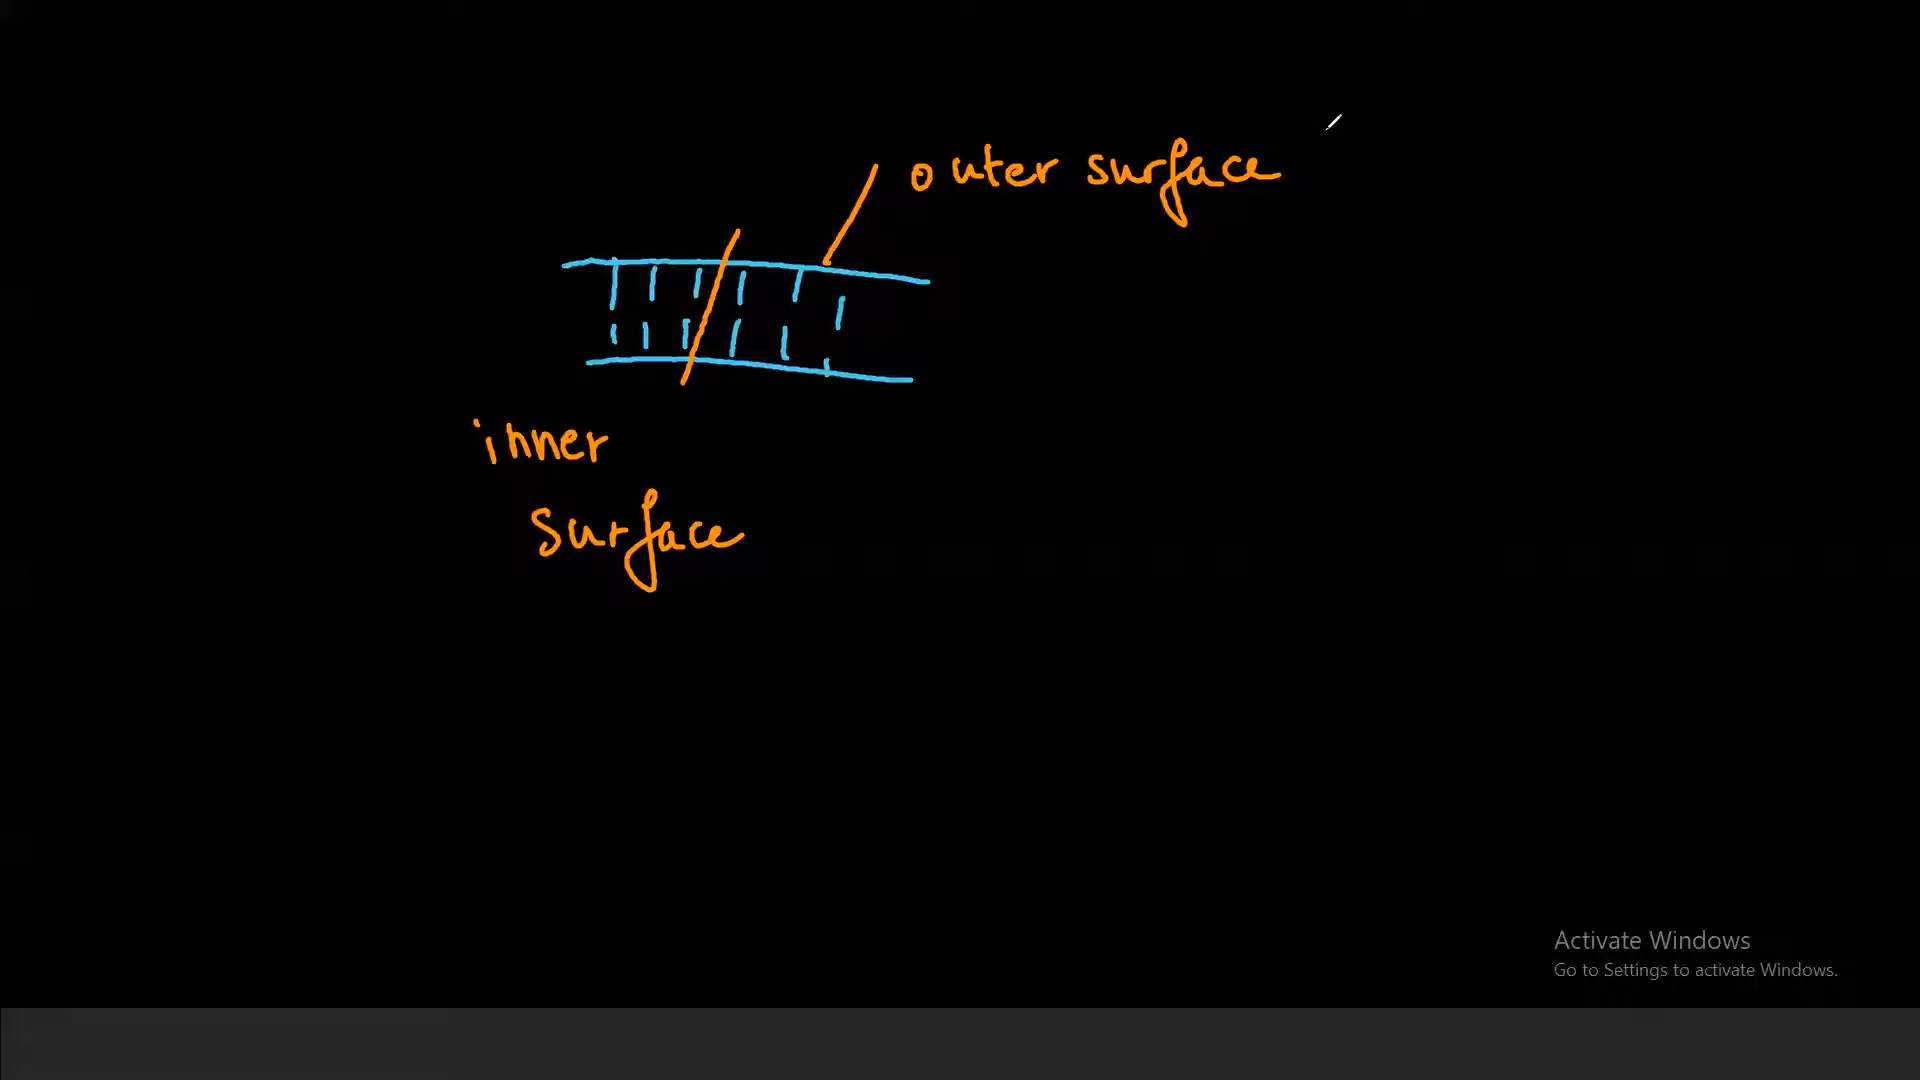 outer surface
inner
surface
Activate Windows
Go to Settings to activate Windows.